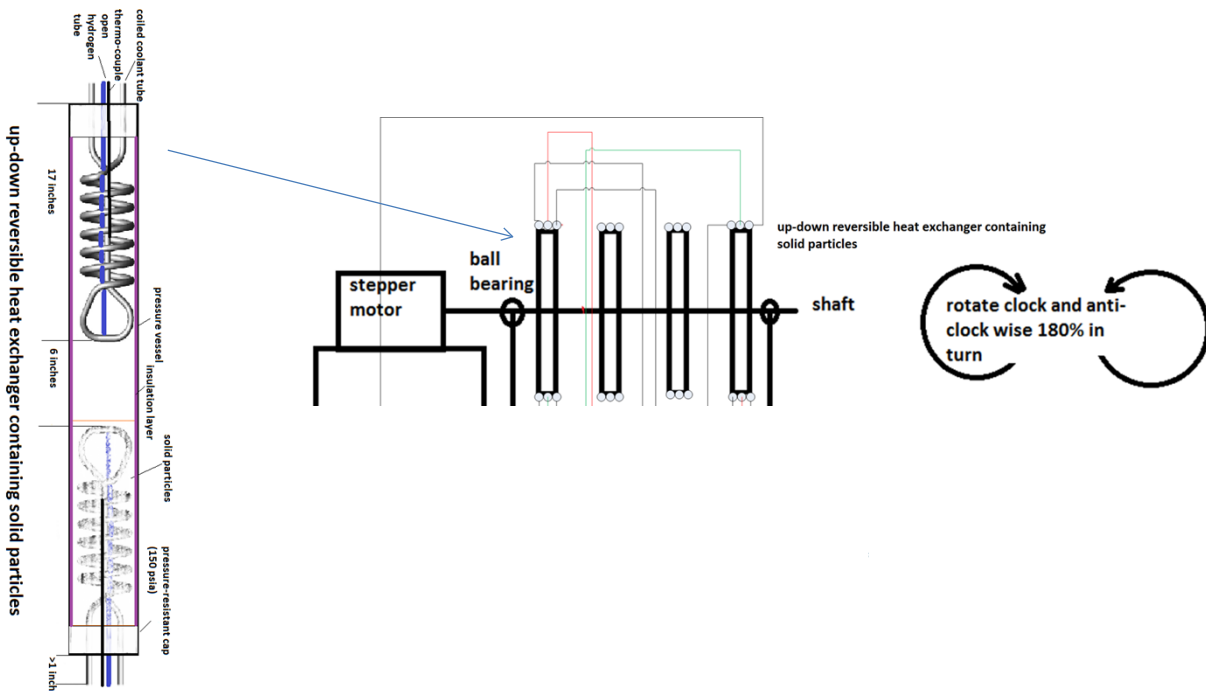 coiled coolant tube
thermo-couple
open
hydrogen
tube
17 inches
6 inches
up-down reversible heat exchanger containing solid particles
pressure vessel
insulation layer
solid particles
pressure-resistant cap
(150 psia)
>1 inch
stepper
motor
ball
bearing
up-down reversible heat exchanger containing
solid particles
shaft
rotate clock and anti-
clock wise 180% in
turn